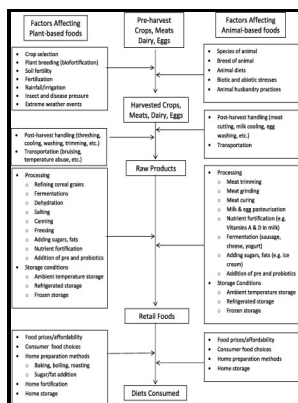 Factors Affecting
Plant-based foods
Pre-harvest
Crops, Meats
Dairy, Eggs
Factors Affecting
Animal-based foods
Crop selection
Plant breeding (biofortification)
Soil fertility
Fertilization
Rainfall/irrigation
Insect and disease pressure
Extreme weather events
Species of animal
Breed of animal
Animal diets
Biotic and abiotic stresses
Animal husbandry practices
Harvested Crops,
Meats, Dairy, Eggs
Post-harvest handling (threshing,
cooling, washing, trimming, etc.)
Transportation (bruising,
temperature abuse, etc.)
Post-harvest handling (meat
cutting, milk cooling, egg
washing, etc.)
Transportation
Raw Products
Processing
Refining cereal grains
Fermentations
Dehydration
Salting
Canning
Freezing
Adding sugars, fats
Nutrient fortification
Addition of pre and probiotics
Storage Conditions
Ambient temperature storage
Refrigerated storage
Frozen storage
Processing
Meat trimming
Meat grinding
Meat curing
Milk & egg pasteurization
Nutrient fortification (e.g.
Vitamins A & D in milk)
Fermentation (sausage,
cheese, yogurt)
Adding sugars, fats (e.g. ice
cream)
Addition of pre and probiotics
Storage Conditions
Ambient temperature storage
Refrigerated storage
Frozen storage
Retail Foods
Food prices/affordability
Consumer food choices
Home preparation methods
Baking, boiling, roasting
Sugar/fat addition
Home fortification
Home storage
Food prices/affordability
Consumer food choices
Home preparation methods
Home storage
Diets Consumed